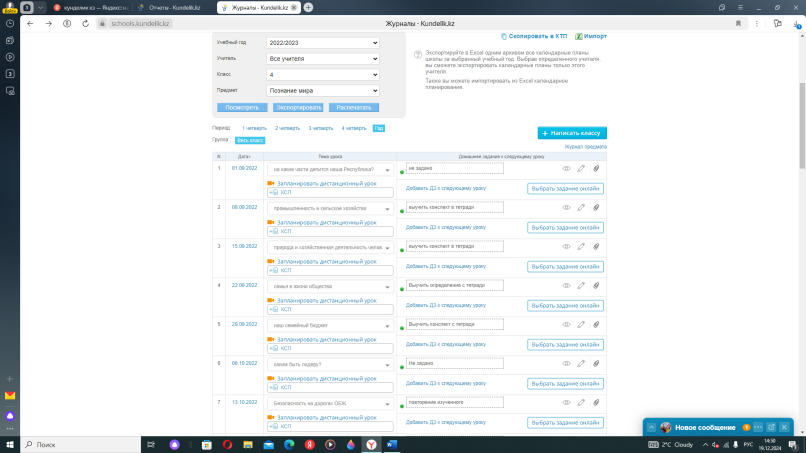 Войти
8
кунделик кз — Яндекс: н
Отчеты - Kundelik.kz
Журналы - Kundelik.kz
schools.kundelik.kz
Журналы - Kundelik.kz
3
Скопировать в КТП
Импорт
Учебный год
2022/2023
Учитель
Все учителя
Класс
4
Предмет
Познание мира
Посмотреть
Экспортировать
Распечатать
Экспортируйте в Excel одним архивом все календарные планы
школы за выбранный учебный год. Выбрав определенного учителя,
вы сможете экспортировать календарные планы только этого
учителя.
Также вы можете импортировать из Excel календарное
планирование.
Период
1 четверть
2 четверть
3 четверть
4 четверть
Год
Группа
Весь класс
+ Написать классу
Журнал предмета
N
Дата
Тема урока
Домашнее задание к следующему уроку
1
01.09.2022
на какие части делится наша Республика?
не задано
Запланировать дистанционный урок
Добавить ДЗ к следующему уроку
Выбрать задание онлайн
КСП
2
08.09.2022
промышленность и сельское хозяйство
выучить конспект в тетради
Запланировать дистанционный урок
Добавить ДЗ к следующему уроку
Выбрать задание онлайн
КСП
3
15.09.2022
природа и хозяйственная деятельность челов.
выучить конспект в тетради
Запланировать дистанционный урок
Добавить ДЗ к следующему уроку
Выбрать задание онлайн
КСП
4
22.09.2022
семья в жизни общества
Выучить определения с тетради
Запланировать дистанционный урок
Добавить ДЗ к следующему уроку
Выбрать задание онлайн
КСП
5
29.09.2022
наш семейный бюджет
Выучить конспект с тетради
Запланировать дистанционный урок
Добавить ДЗ к следующему уроку
Выбрать задание онлайн
КСП
6
06.10.2022
каким быть лидеру?
Не задано
Запланировать дистанционный урок
Добавить ДЗ к следующему уроку
Выбрать задание онлайн
КСП
7
13.10.2022
Безопасность на дороге. ОБЖ
повторение изученного
Запланировать дистанционный урок
Добавить ДЗ к следующему уроку
Выбрать задание онлайн
КСП
Новое сообщение
Поиск
2°C Cloudy
РУС
14:50
19.12.2024